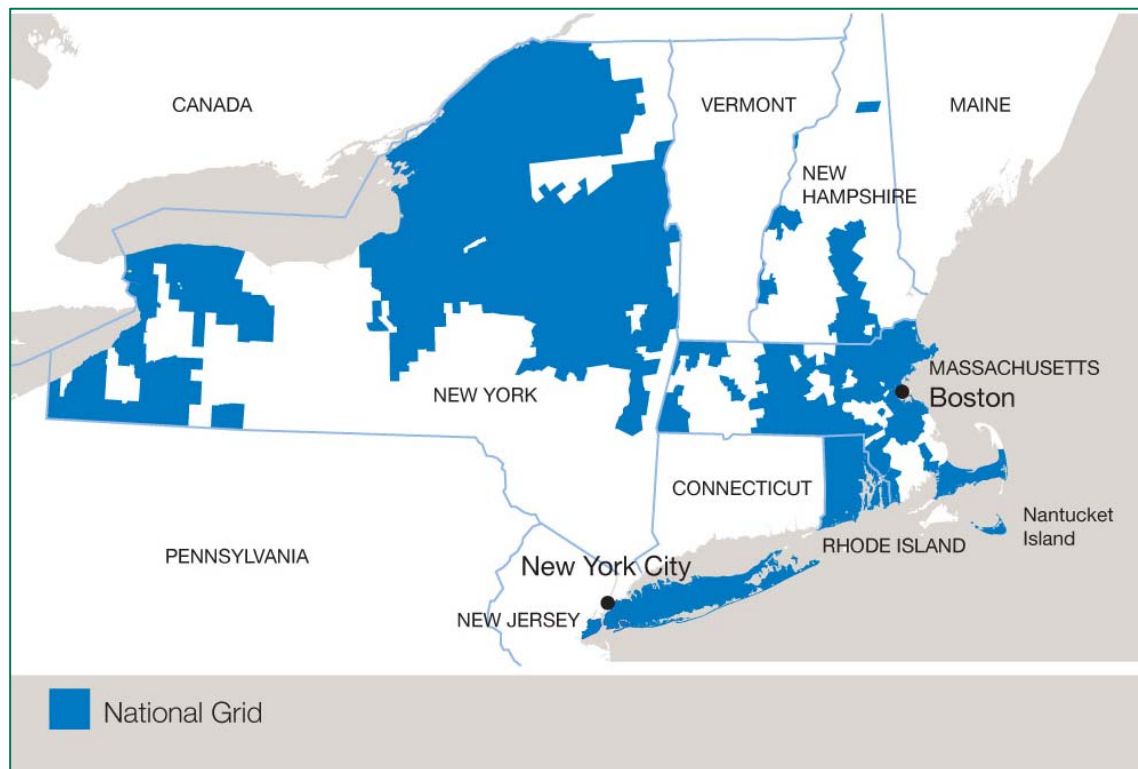 CANADA
VERMONT
MAINE
NEW
HAMPSHIRE
MASSACHUSETTS
Boston
NEW YORK
CONNECTICUT
Nantucket
Island
RHODE ISLAND
PENNSYLVANIA
New York City
NEW JERSEY
National Grid